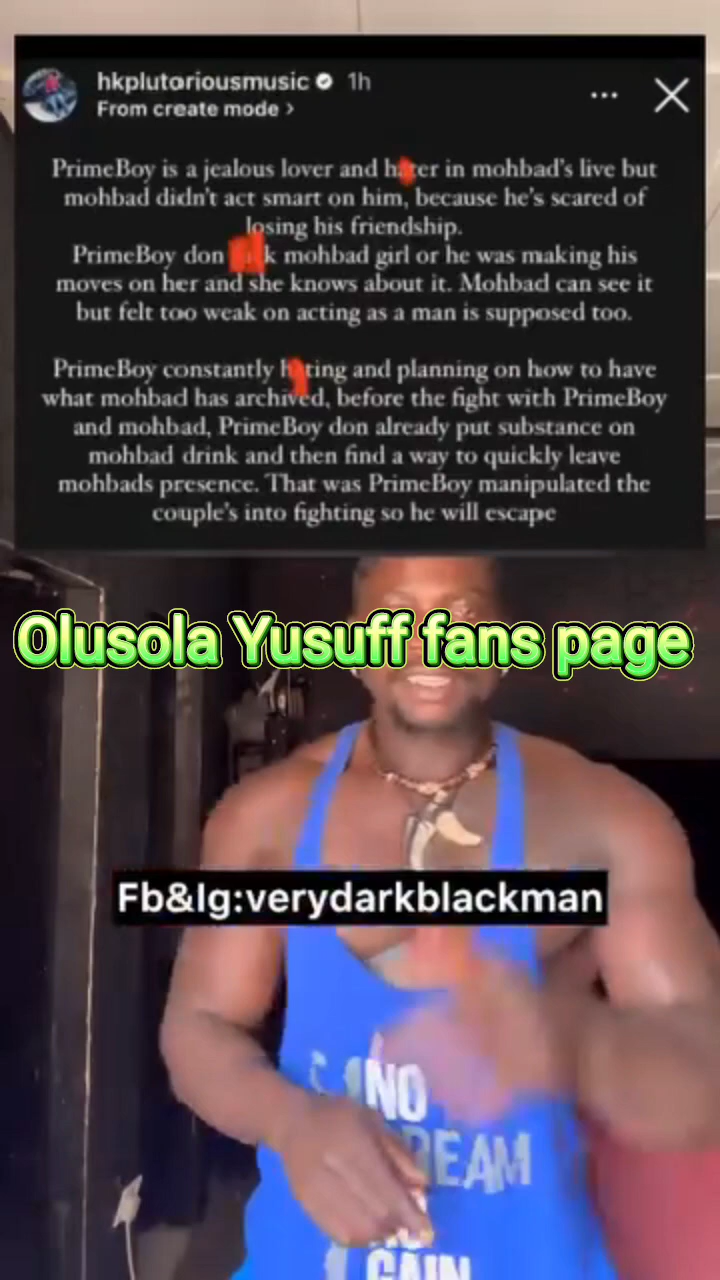 hkplutoriousmusic 1h
From create mode >
PrimeBoy is a jealous lover and hater in mohbad's live but
mohbad didn't act smart on him, because he's scared of
losing his friendship.
PrimeBoy don k mohbad girl or he was making his
moves on her and she knows about it. Mohbad can see it
but felt too weak on acting as a man is supposed too.
PrimeBoy constantly hating and planning on how to have
what mohbad has archived, before the fight with PrimeBoy
and mohbad, PrimeBoy don already put substance on
mohbad drink and then find a way to quickly leave
mohbads presence. That was PrimeBoy manipulated the
couple's into fighting so he will escape
Olusola Yusuff fans page
Fb&Ig:verydarkblackman
NO
GAIN